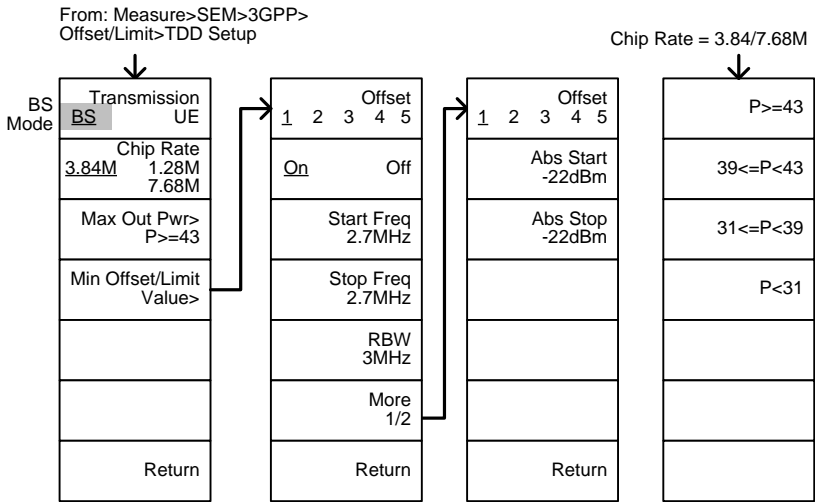 From: Measure>SEM>3GPP>
Offset/Limit>TDD Setup
BS
Mode
Transmission
BS UE
Chip Rate
3.84M 1.28M
7.68M
Max Out Pwr>
P>=43
Min Offset/Limit
Value>
Return
Offset
1 2 3 4 5
On Off
Start Freq
2.7MHz
Stop Freq
2.7MHz
RBW
3MHz
More
1/2
Return
Offset
1 2 3 4 5
Abs Start
-22dBm
Abs Stop
-22dBm
Return
Chip Rate = 3.84/7.68M
P>=43
39<=P<43
31<=P<39
P<31